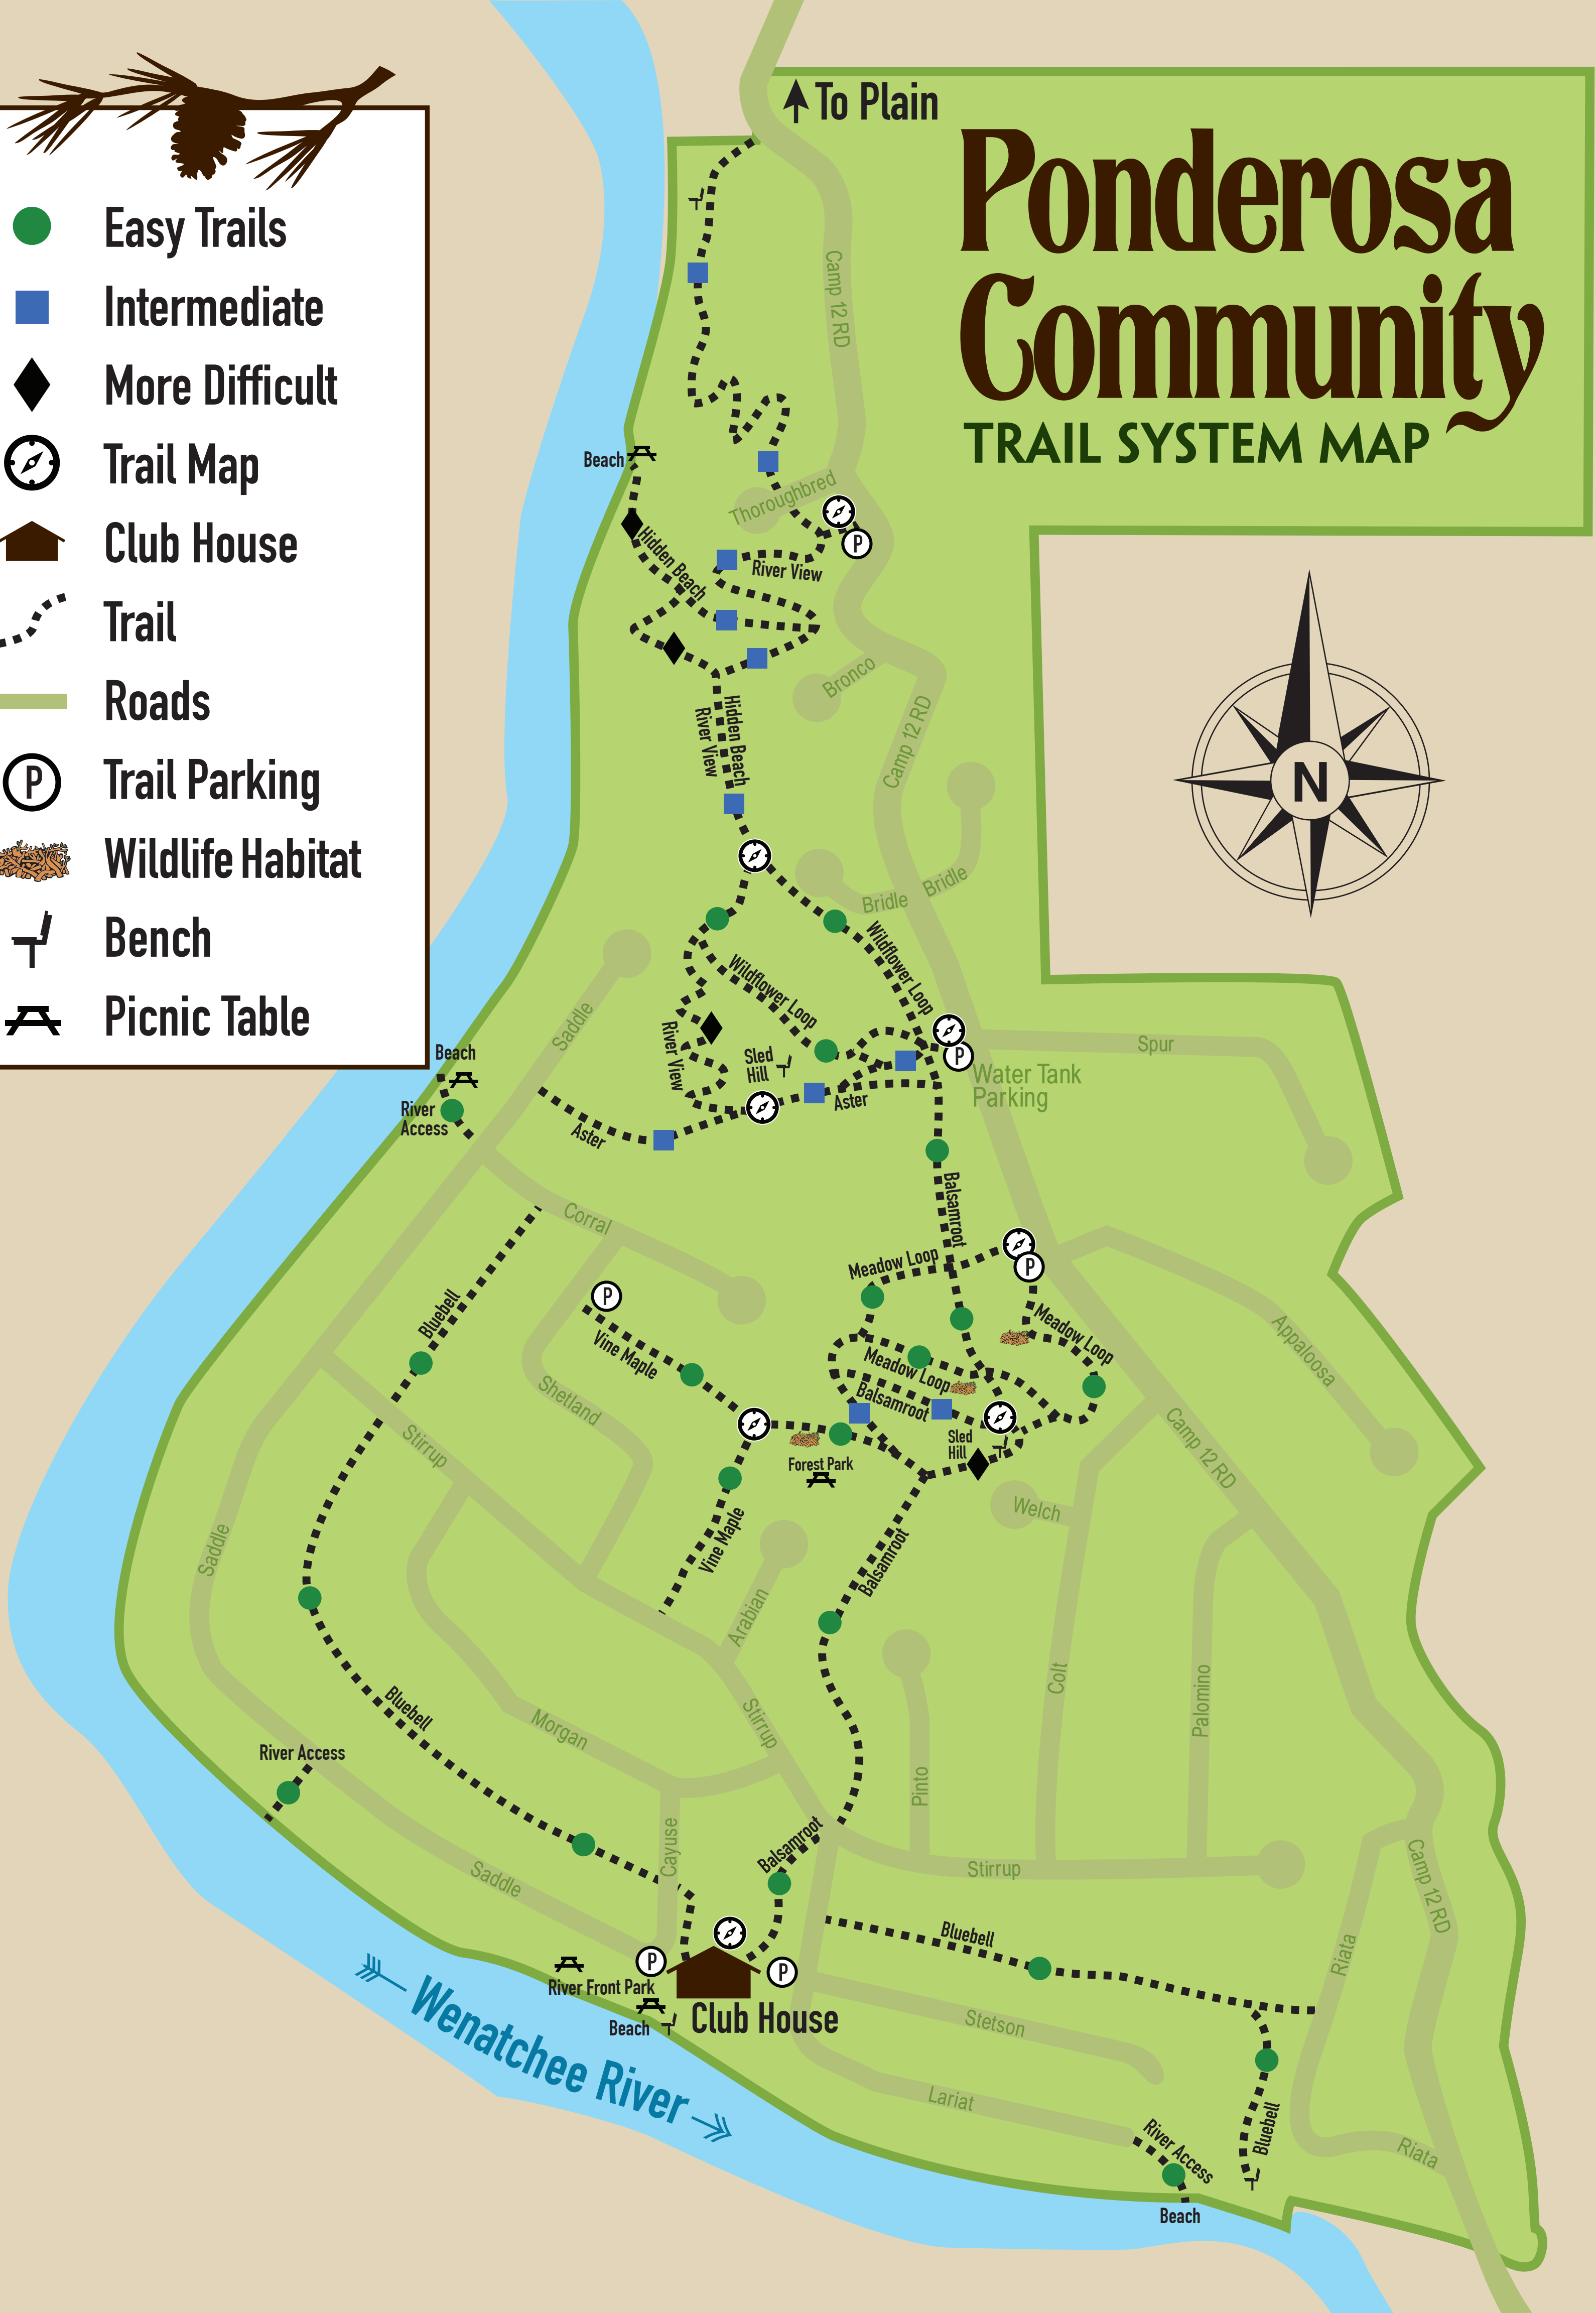 To Plain
Ponderosa
Community
TRAIL SYSTEM MAP
Easy Trails
Intermediate
More Difficult
Trail Map
Club House
Trail
Roads
P
Trail Parking
Wildlife Habitat
Bench
Picnic Table
Camp 12 RD
Beach
Thoroughbred
P
Hidden Beach
River View
N
Bronco
Hidden Beach
River View
Camp 12 RD
Bridle
Bridle
Wildflower Loop
Wildflower Loop
Saddle
River View
Sled
Hill
P
Water Tank
Parking
Spur
Beach
River
Access
Aster
Aster
Balsamroot
Corral
Meadow Loop
P
P
Bluebell
Vine Maple
Meadow Loop
Meadow Loop
Appaloosa
Shetland
Balsamroot
Sled
Hill
Camp 12 RD
Stirrup
Forest Park
Welch
Saddle
Vine Maple
Balsamroot
Arabian
Colt
Palomino
Bluebell
Morgan
Stirrup
River Access
Pinto
Cayuse
Balsamroot
Stirrup
Camp 12 RD
Saddle
Bluebell
Riata
P
P
River Front Park
Club House
Beach
Stetson
Wenatchee River
Lariat
Bluebell
River Access
Riata
Beach